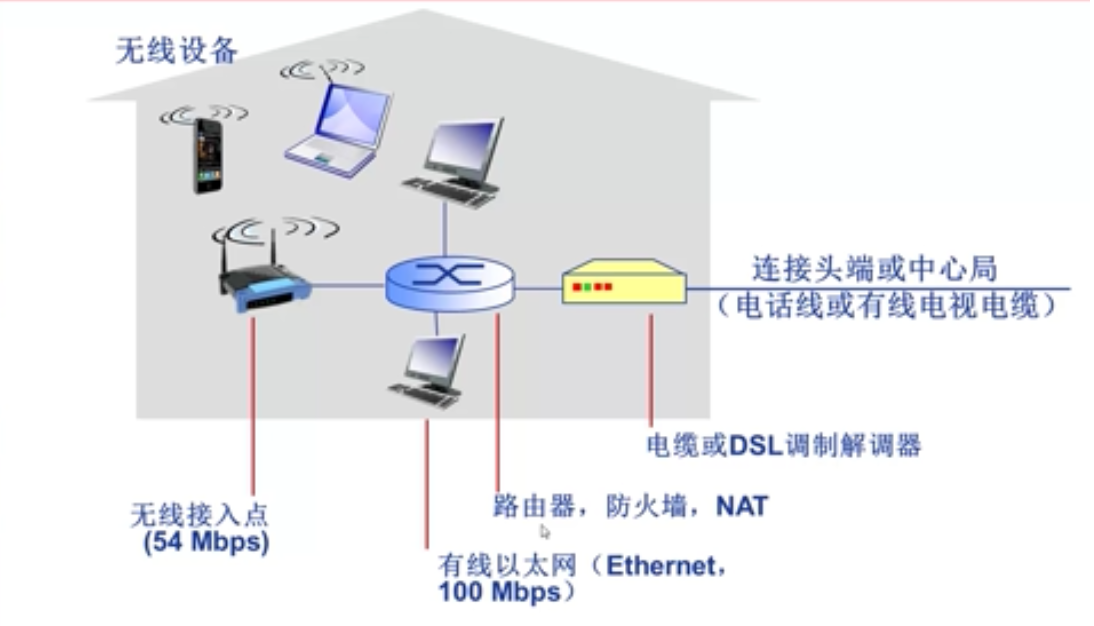 无线设备
连接头端或中心局
（电话线或有线电视电缆）
电缆或DSL调制解调器
路由器，防火墙，NAT
无线接入点
(54 Mbps)
有线以太网（Ethernet，
100 Mbps）